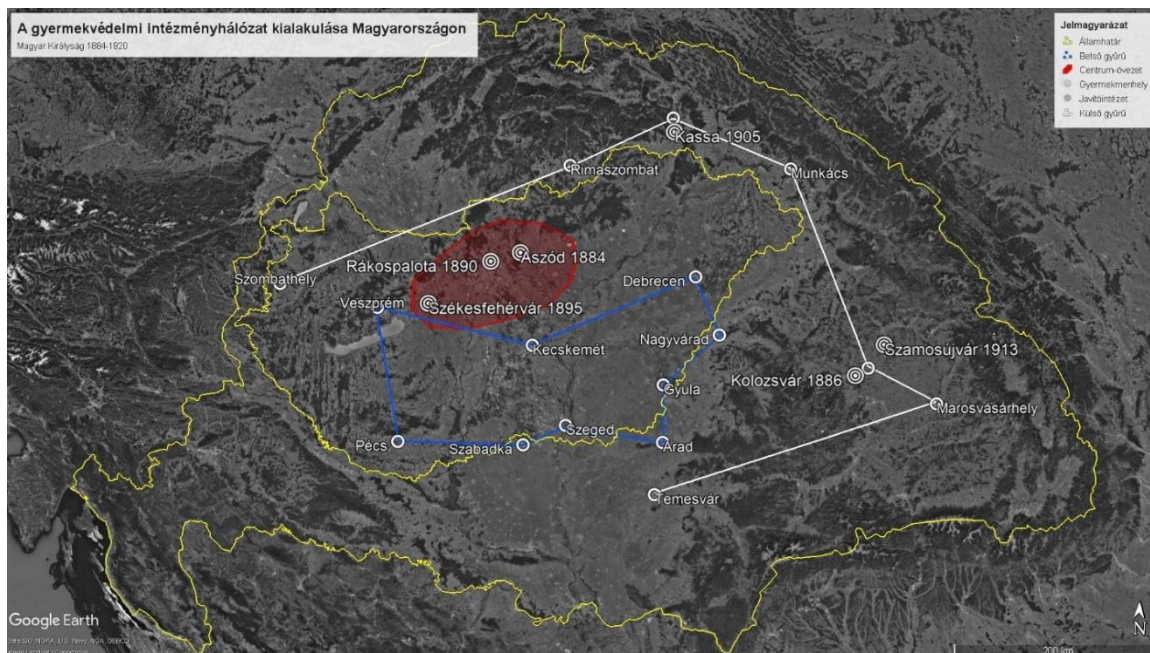 A gyermekvédelmi intézményhálózat kialakulása Magyarországon
Magyar Királyság 1884-1920
Jelmagyarázat
Államhatár
Belső gyűrű
Centrum-övezet
Gyermekmenhely
Javítóintézet
Külső gyűrű
Kassa 1905
Rimaszombat
Munkács
Aszód 1884
Rákospalota 1890
Szombathely
Debrecen
Veszprém
Székesfehérvár 1895
Nagyvárad
Kecskemét
Szamosújvár 1913
Kolozsvár 1886
Gyula
Marosvásárhely
Szeged
Pécs
Szabadka
Arad
Temesvár
Google Earth
N
200 km